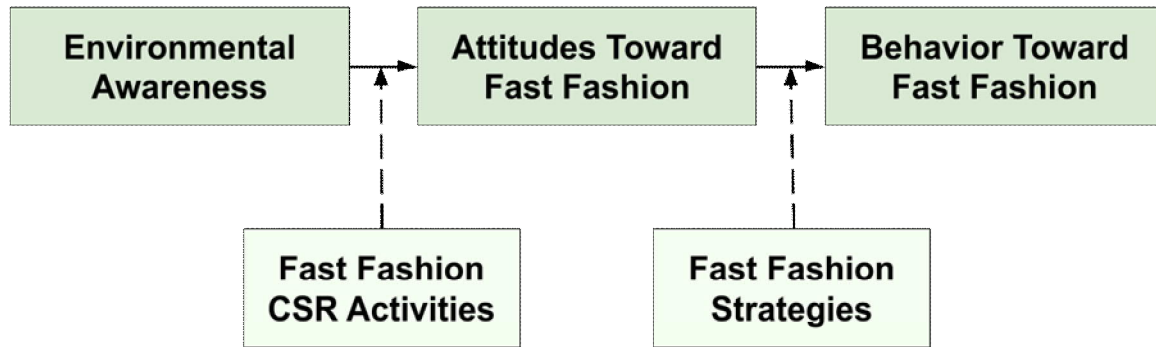 Environmental
Awareness
Attitudes Toward
Fast Fashion
Behavior Toward
Fast Fashion
Fast Fashion
CSR Activities
Fast Fashion
Strategies